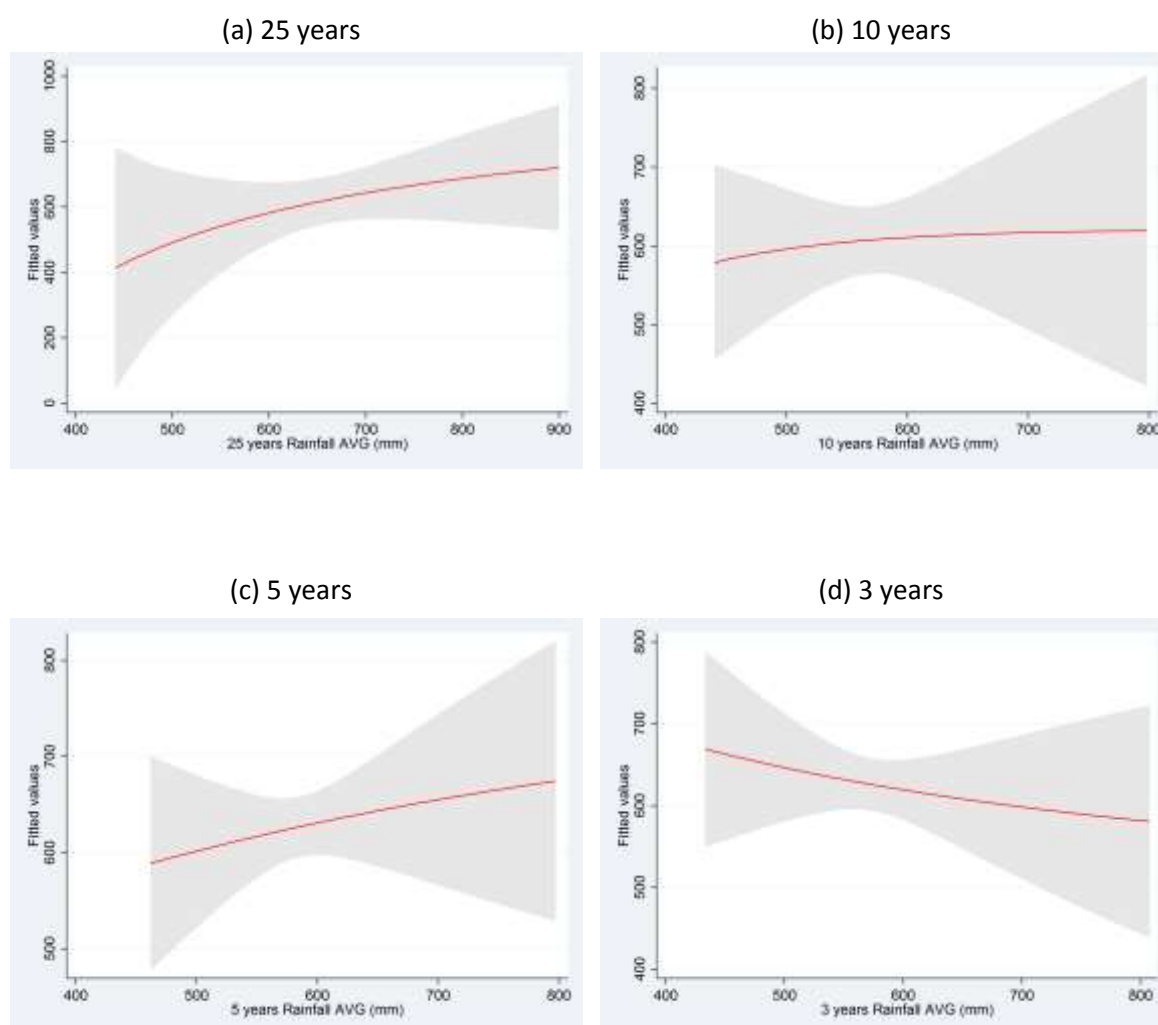 (a) 25 years
(b) 10 years
Fitted values
0 200 400 600 800 1000
400 500 600 700 800 900
25 years Rainfall AVG (mm)
Fitted values
400 500 600 700 800
500 600 700 800
10 years Rainfall AVG (mm)
(c) 5 years
(d) 3 years
Fitted values
500 600 700 800
400 500 600 700 800
5 years Rainfall AVG (mm)
Fitted values
400 500 600 700 800
400 500 600 700 800
3 years Rainfall AVG (mm)